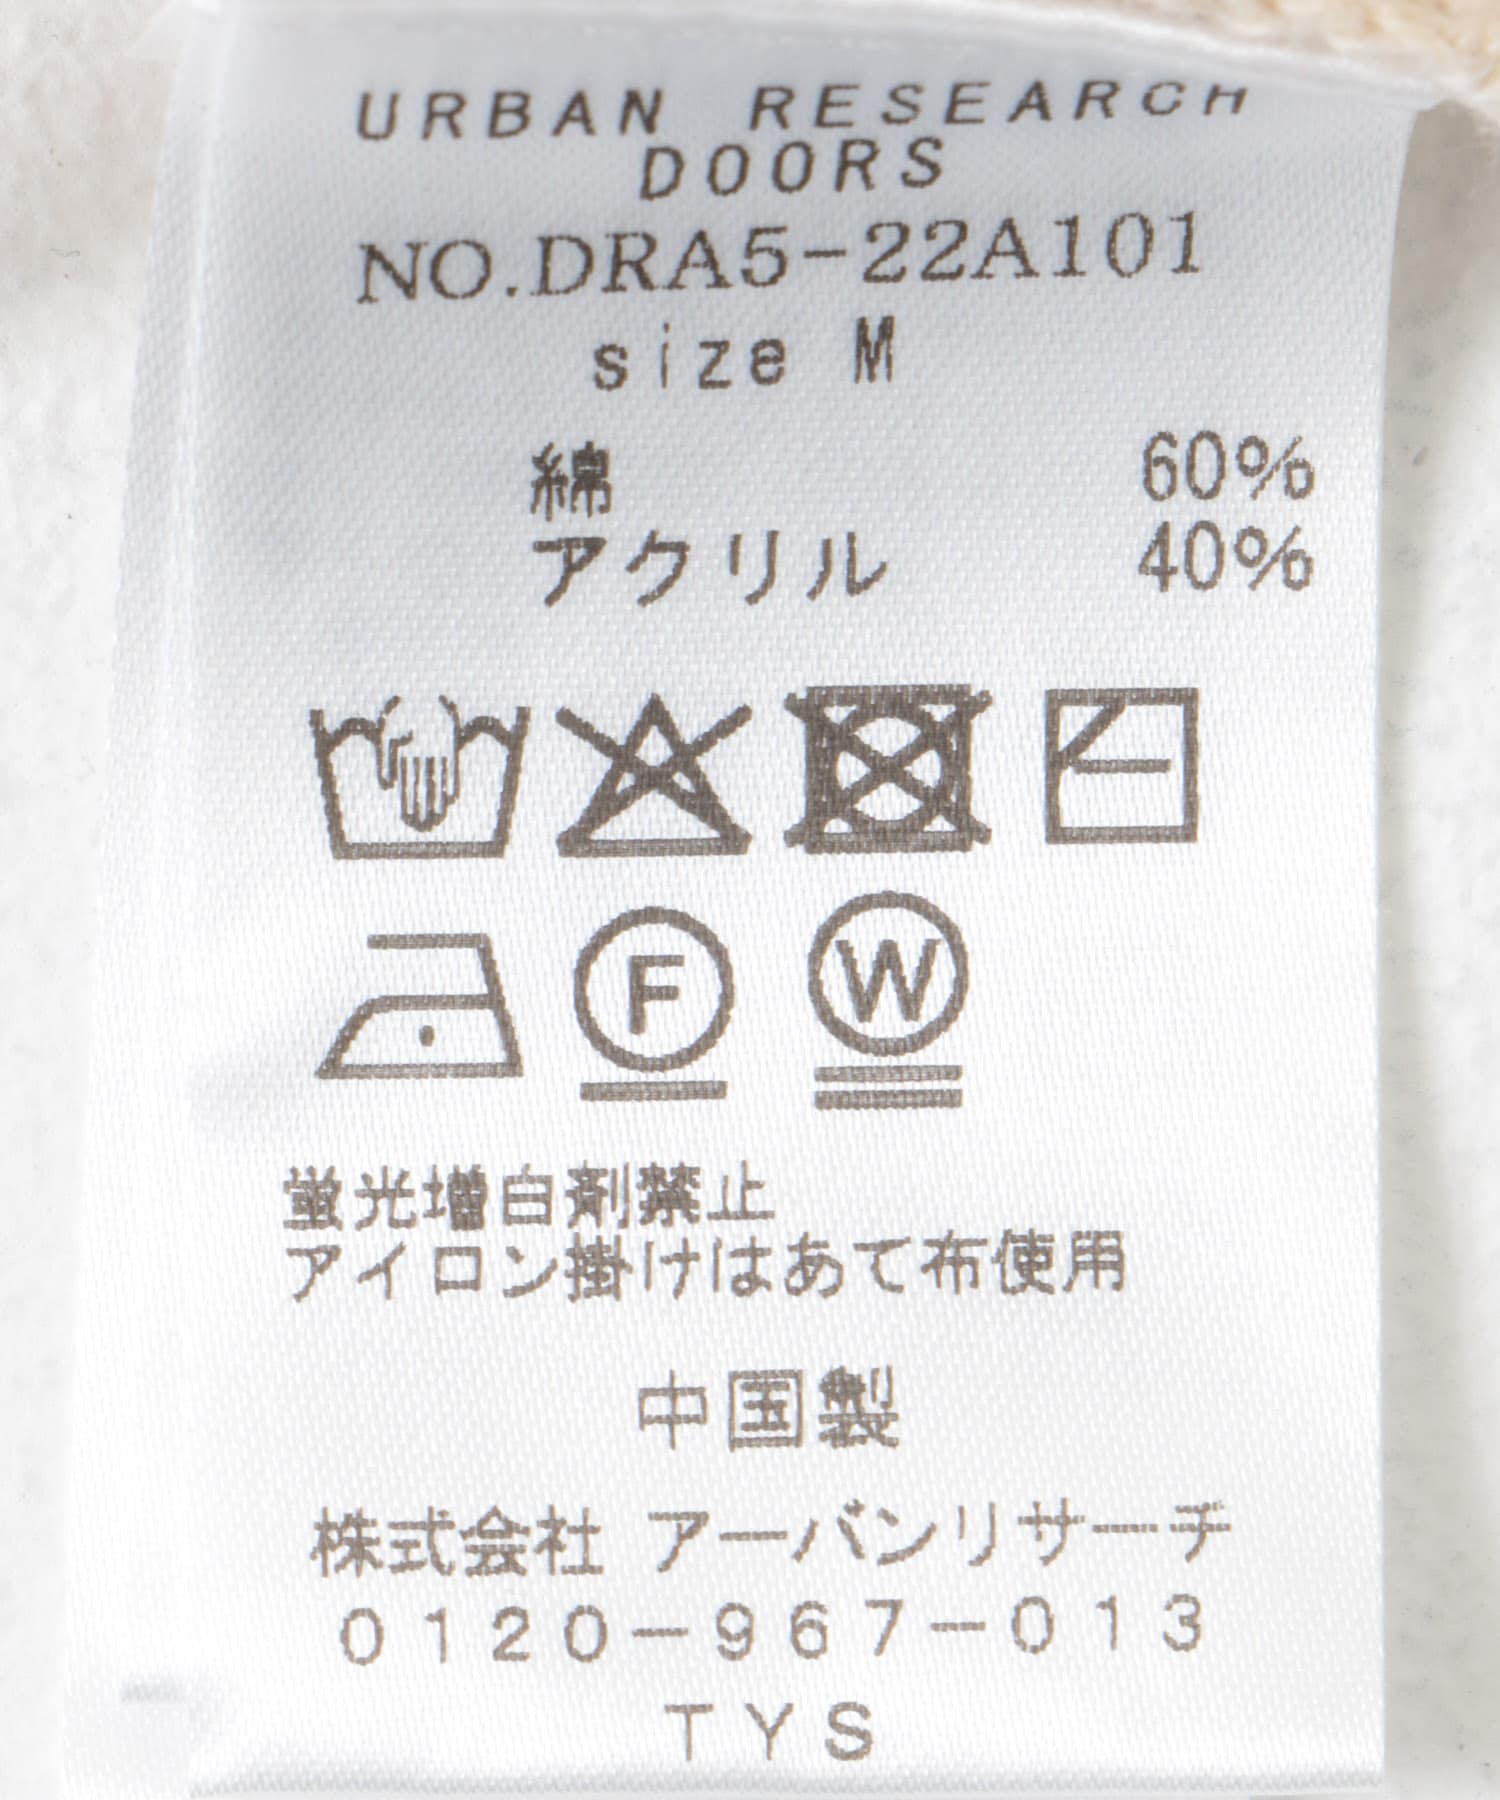 URBAN RESEARCH
DOORS
NO.DRA5-22A101
size M
綿 60%
アクリル 40%
F W
蛍光増白剤禁止
アイロン掛けはあて布使用
中国製
株式会社 アーバンリサーチ
0120-967-013
TYS